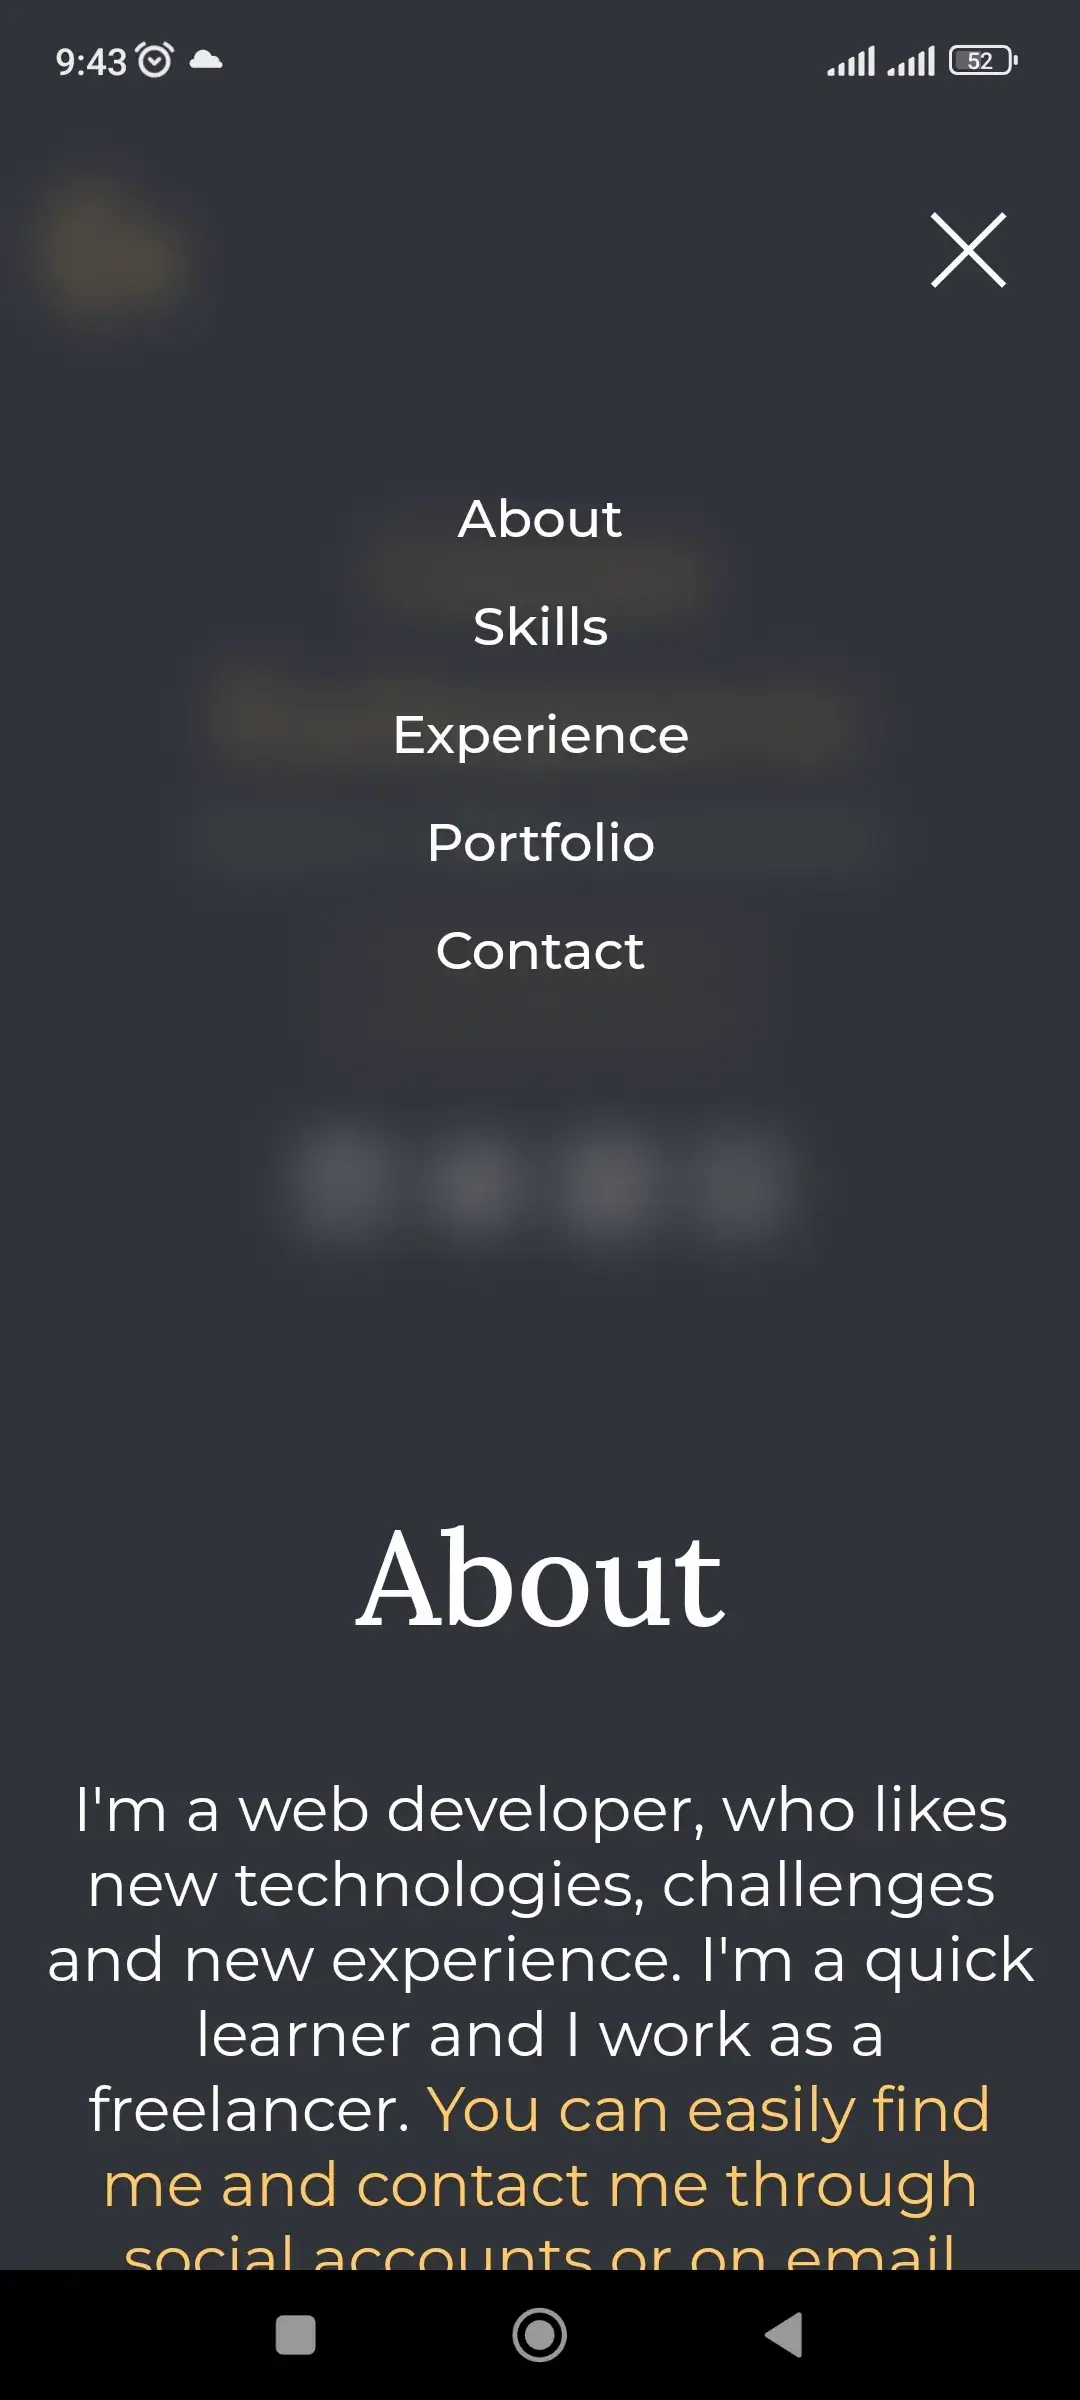 9:43
52
About
Skills
Experience
Portfolio
Contact
About
I'm a web developer, who likes
new technologies, challenges
and new experience. I'm a quick
learner and I work as a
freelancer. You can easily find
me and contact me through
social accounts or on email